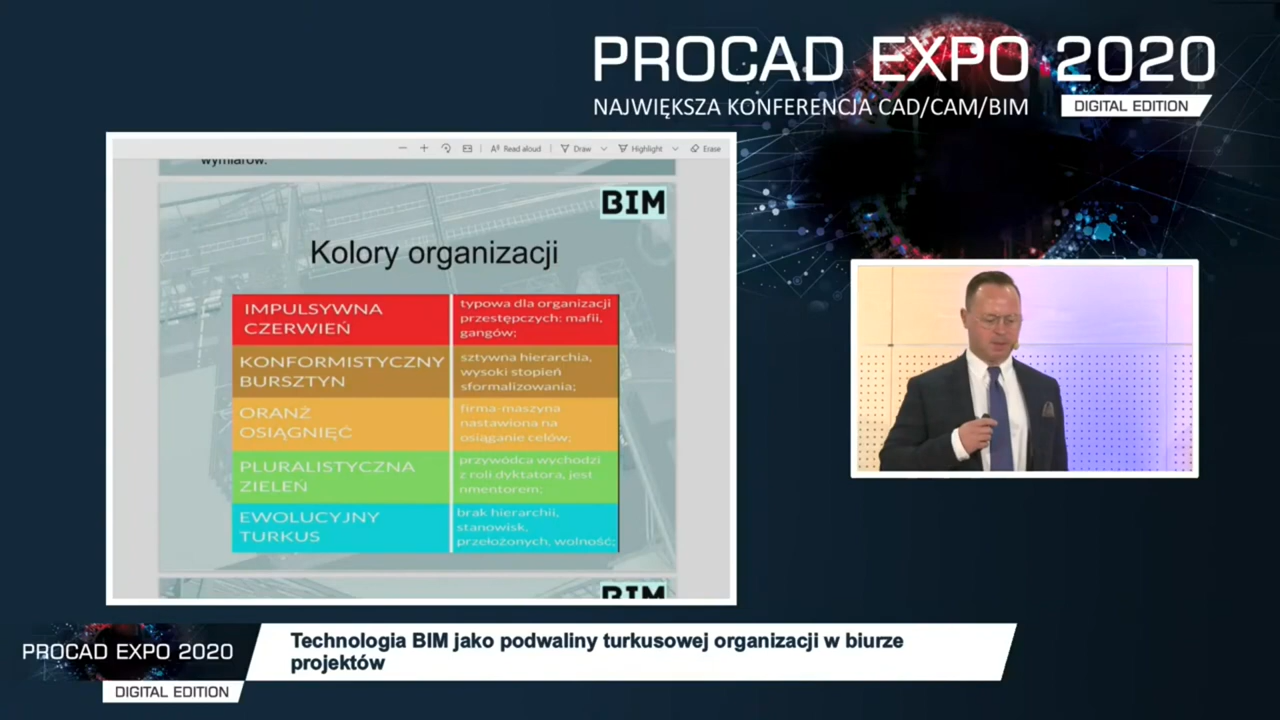 PROCAD EXPO 2020
NAJWIĘKSZA KONFERENCJA CAD/CAM/BIM
DIGITAL EDITION
Read aloud
Draw
Highlight
Erase
wymiarów.
BIM
Kolory organizacji
IMPULSYWNA
CZERWIEŃ
typowa dla organizacji
przestępczych: mafii,
gangów;
KONFORMISTYCZNY
BURSZTYN
sztywna hierarchia,
wysoki stopień
sformalizowania;
ORANŻ
OSIĄGNIĘĆ
firma-maszyna
nastawiona na
osiąganie celów;
PLURALISTYCZNA
ZIELEŃ
przywódca wychodzi
z roli dyktatora, jest
nmentorem;
EWOLUCYJNY
TURKUS
brak hierarchii,
stanowisk,
przełożonych, wolność;
BIM
PROCAD EXPO 2020
DIGITAL EDITION
Technologia BIM jako podwaliny turkusowej organizacji w biurze
projektów